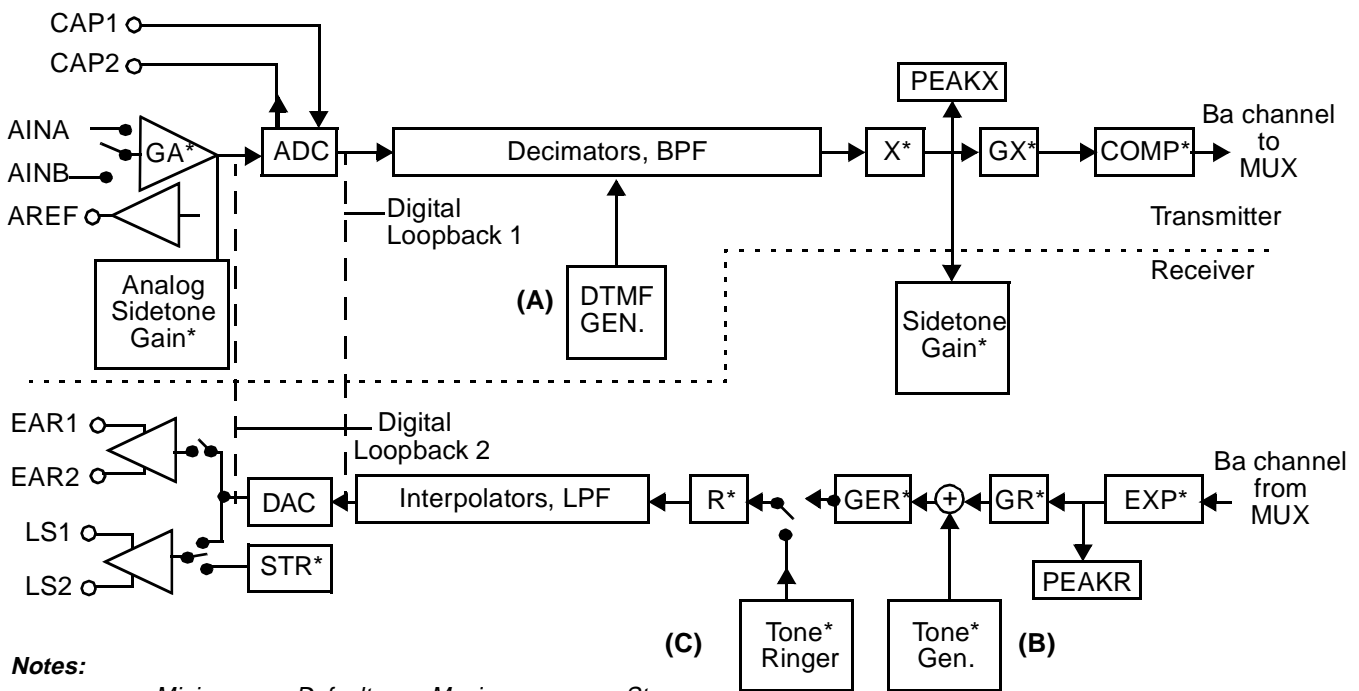 CAP1
CAP2
PEAKX
AINA
GA*
ADC
Decimators, BPF
X*
GX*
COMP*
Ba channel
to
MUX
AINB
AREF
Digital
Loopback 1
Transmitter
Receiver
Analog
Sidetone
Gain*
(A)
DTMF
GEN.
Sidetone
Gain*
EAR1
EAR2
Digital
Loopback 2
DAC
Interpolators, LPF
R*
GER*
+
GR*
EXP*
Ba channel
from
MUX
LS1
LS2
STR*
PEAKR
(C)
Tone*
Ringer
Tone*
Gen.
(B)
Notes: